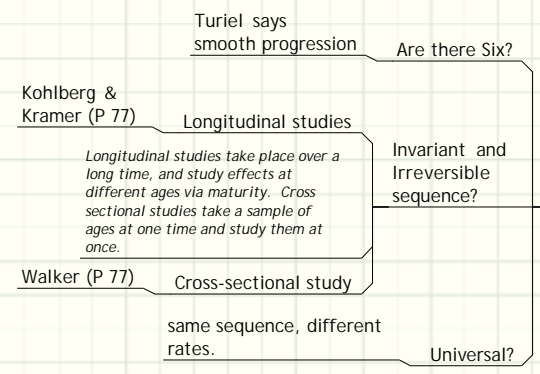 Turiel says
smooth progression
Are there Six?
Kohlberg &
Kramer (P 77)
Longitudinal studies
Invariant and
Irreversible
sequence?
Longitudinal studies take place over a
long time, and study effects at
different ages via maturity. Cross
sectional studies take a sample of
ages at one time and study them at
once.
Walker (P 77)
Cross-sectional study
same sequence, different
rates.
Universal?